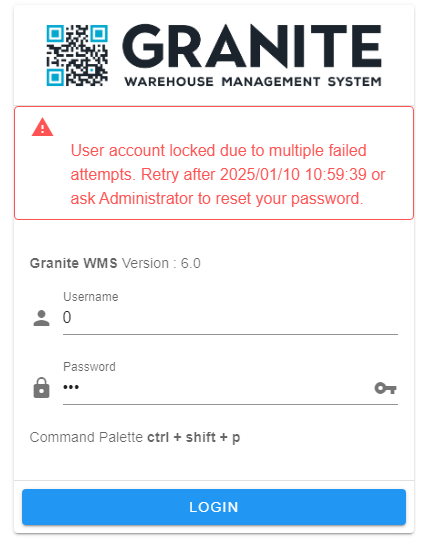 GRANITE
WAREHOUSE MANAGEMENT SYSTEM
User account locked due to multiple failed
attempts. Retry after 2025/01/10 10:59:39 or
ask Administrator to reset your password.
Granite WMS Version : 6.0
Username
0
Password
•••
Command Palette ctrl + shift + p
LOGIN